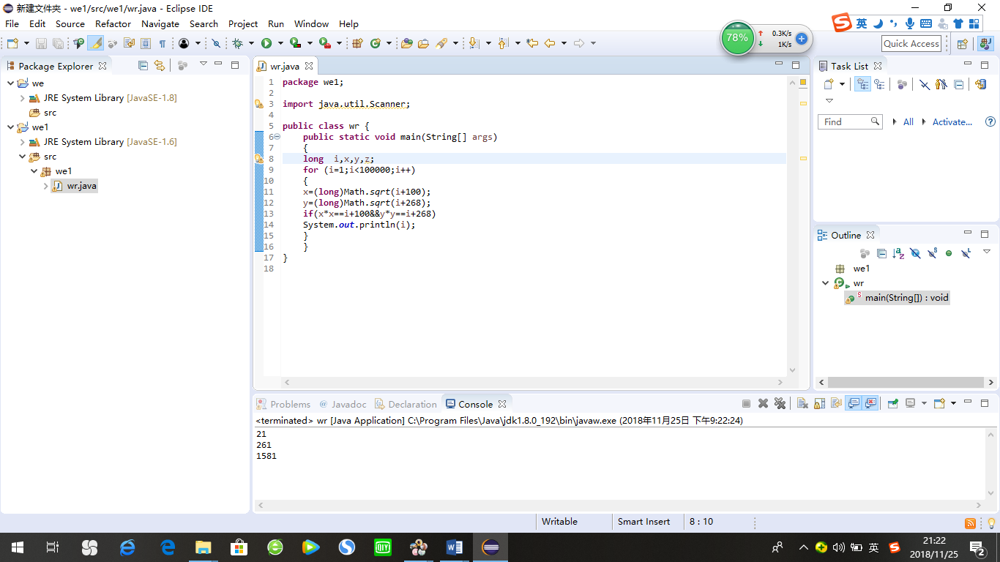 新建文件夹 - we1/src/we1/wr.java - Eclipse IDE
File Edit Source Refactor Navigate Search Project Run Window Help
英
78% 0.3K/s
1K/s
Quick Access
Package Explorer
we
JRE System Library [JavaSE-1.8]
src
we1
JRE System Library [JavaSE-1.6]
src
we1
wr.java
wr.java
1 package we1;
2
3 import java.util.Scanner;
4
5 public class wr {
6 public static void main(String[] args)
7 {
8 long  i,x,y,z;
9 for (i=1;i<100000;i++)
10 {
11 x=(long)Math.sqrt(i+100);
12 y=(long)Math.sqrt(i+268);
13 if(x*x==i+100&&y*y==i+268)
14 System.out.println(i);
15 }
16 }
17 }
18
Task List
Find All Activate...
Outline
we1
wr
main(String[]) : void
Problems Javadoc Declaration Console
<terminated> wr [Java Application] C:\Program Files\Java\jdk1.8.0_192\bin\javaw.exe (2018年11月25日 下午9:22:24)
21
261
1581
Writable Smart Insert 8 : 10
QIY
英
21:22
2018/11/25
2